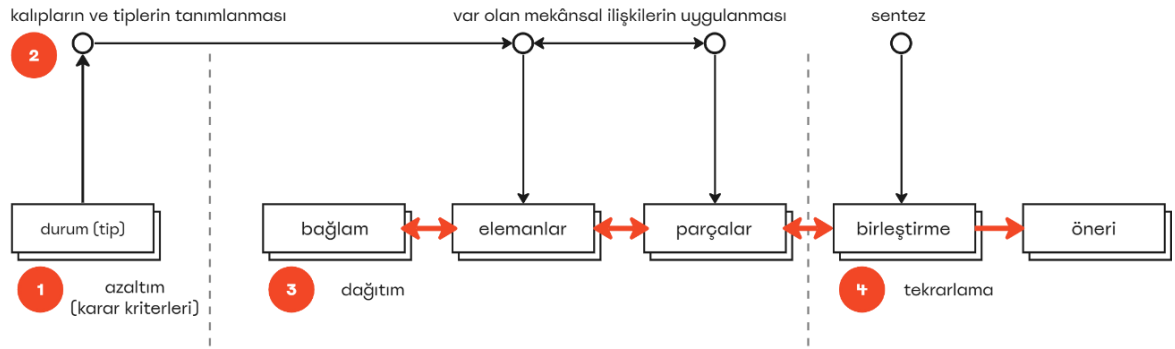 kalıpların ve tiplerin tanımlanması
var olan mekânsal ilişkilerin uygulanması
sentez
2
durum (tip)
bağlam
elemanlar
parçalar
birleştirme
öneri
1
azaltım
(karar kriterleri)
3
dağıtım
4
tekrarlama